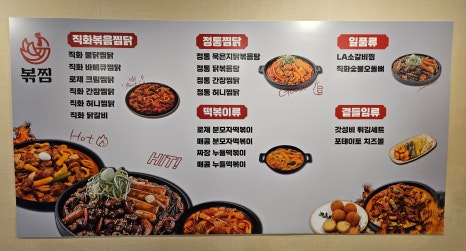 볶찜
직화볶음찜닭
직화 불닭찜닭
직화 바베큐찜닭
로제 크림찜닭
직화 간장찜닭
직화 허니찜닭
직화 닭갈비
Hot
정통찜닭
정통 묵은지닭볶음탕
정통 닭볶음탕
정통 간장찜닭
정통 허니찜닭
떡볶이류
로제 분모자떡볶이
매콤 분모자떡볶이
짜장 누들떡볶이
매콤 누들떡볶이
HIT!
일품류
LA소갈비찜
직화숯불오돌뼈
곁들임류
갓성비 튀김세트
포테이토 치즈볼